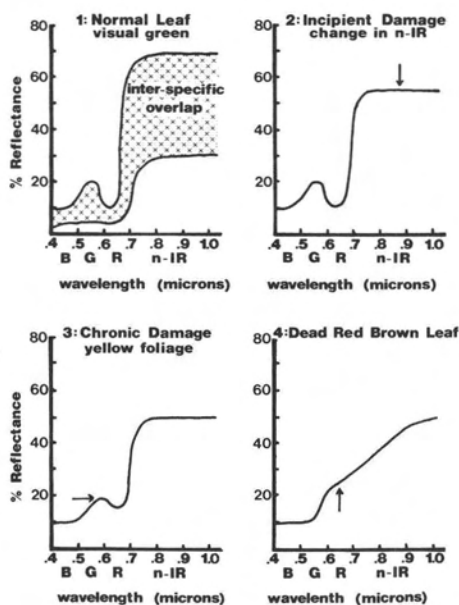 1: Normal Leaf
visual green
% Reflectance
80
60
40
20
inter-specific
overlap
.4 .5 .6 .7 .8 .9 1.0
B G R n-IR
wavelength (microns)
2: Incipient Damage
change in n-IR
80
60
40
20
.4 .5 .6 .7 .8 .9 1.0
B G R n-IR
wavelength (microns)
3: Chronic Damage
yellow foliage
% Reflectance
80
60
40
20
.4 .5 .6 .7 .8 .9 1.0
B G R n-IR
wavelength (microns)
4: Dead Red Brown Leaf
80
60
40
20
.4 .5 .6 .7 .8 .9 1.0
B G R n-IR
wavelenth (microns)